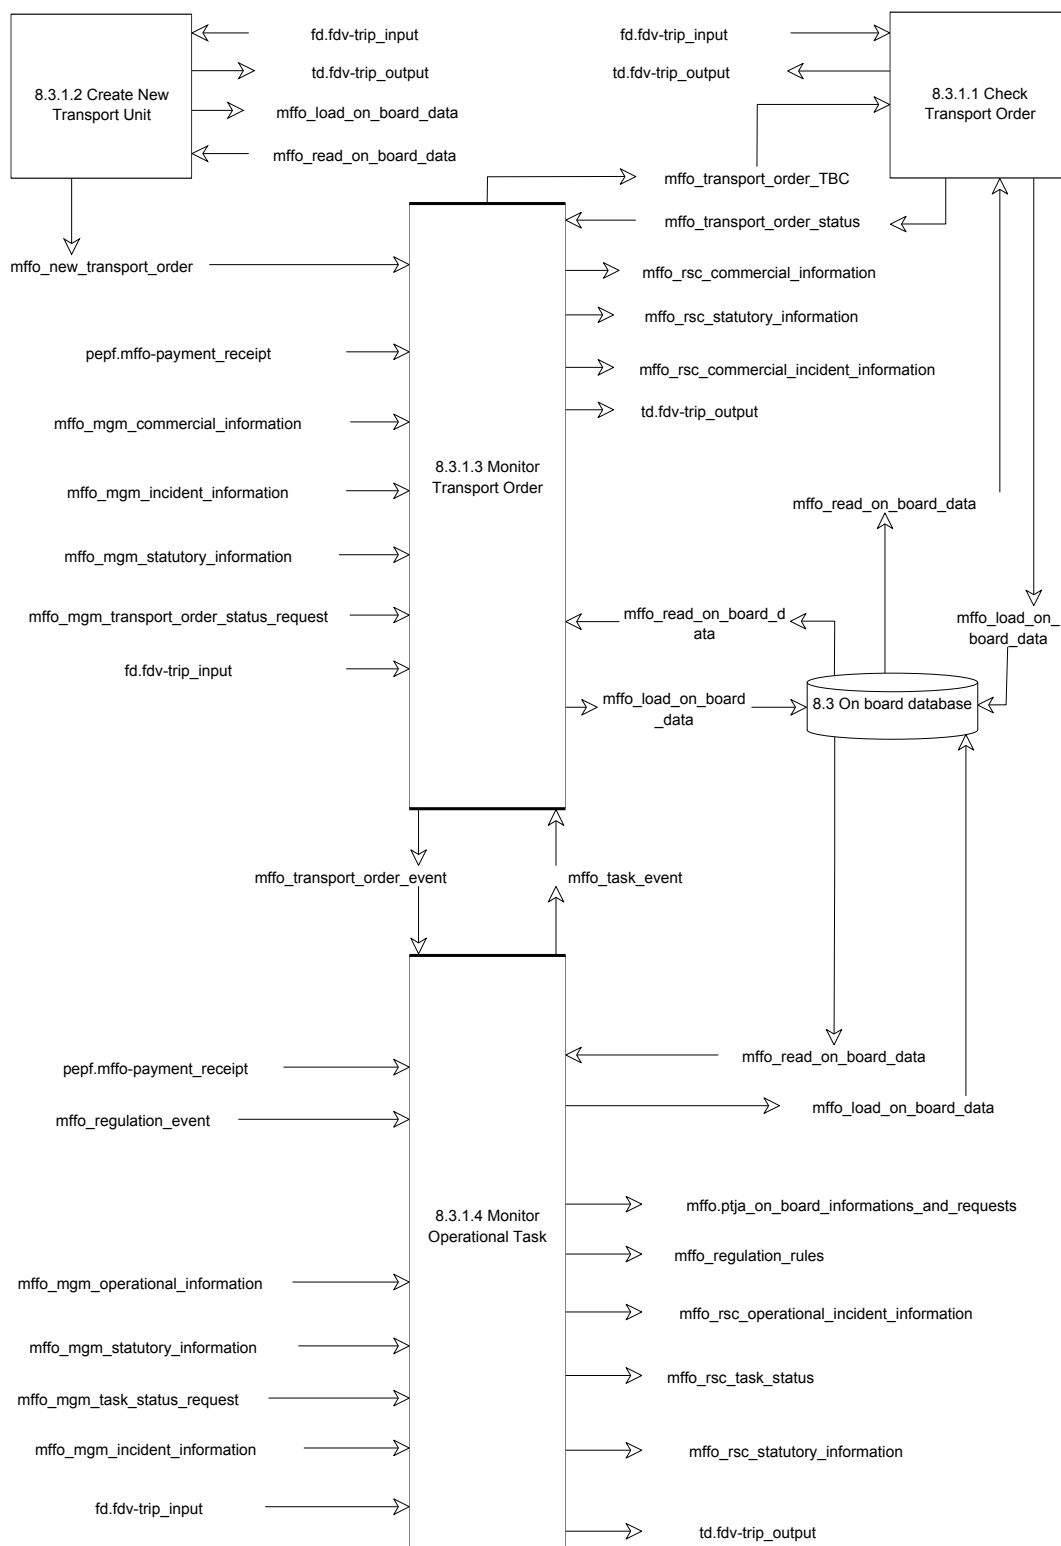 fd.fdv-trip_input
td.fdv-trip_output
8.3.1.2 Create New
Transport Unit
mffo_load_on_board_data
mffo_read_on_board_data
fd.fdv-trip_input
td.fdv-trip_output
8.3.1.1 Check
Transport Order
mffo_transport_order_TBC
mffo_transport_order_status
mffo_new_transport_order
mffo_rsc_commercial_information
mffo_rsc_statutory_information
pepf.mffo-payment_receipt
mffo_rsc_commercial_incident_information
td.fdv-trip_output
mffo_mgm_commercial_information
8.3.1.3 Monitor
Transport Order
mffo_mgm_incident_information
mffo_read_on_board_data
mffo_mgm_statutory_information
mffo_mgm_transport_order_status_request
mffo_read_on_board_d
ata
mffo_load_on_
board_data
fd.fdv-trip_input
mffo_load_on_board
_data
8.3 On board database
mffo_transport_order_event
mffo_task_event
mffo_read_on_board_data
pepf.mffo-payment_receipt
mffo_load_on_board_data
mffo_regulation_event
8.3.1.4 Monitor
Operational Task
mffo.ptja_on_board_informations_and_requests
mffo_regulation_rules
mffo_mgm_operational_information
mffo_rsc_operational_incident_information
mffo_mgm_statutory_information
mffo_rsc_task_status
mffo_mgm_task_status_request
mffo_mgm_incident_information
mffo_rsc_statutory_information
fd.fdv-trip_input
td.fdv-trip_output